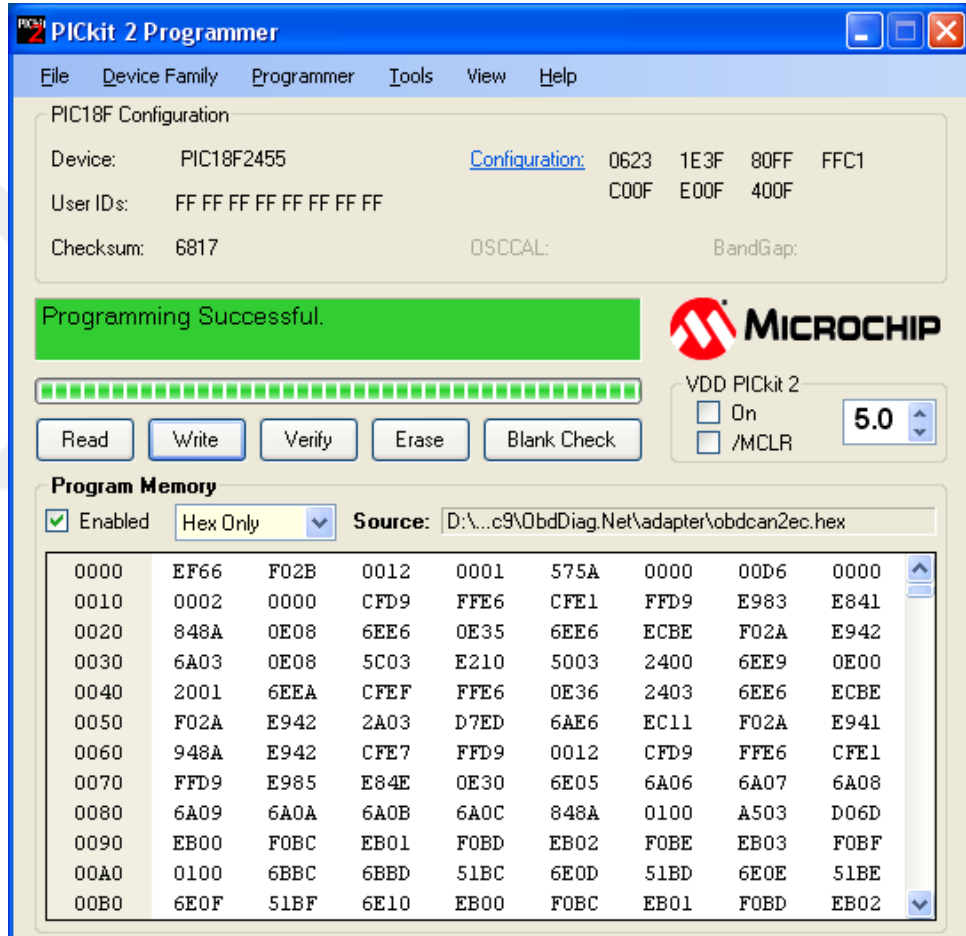 PICkit 2 Programmer
File Device Family Programmer Tools View Help
PIC18F Configuration
Device: PIC18F2455 Configuration: 0623 1E3F 80FF FFC1
C00F E00F 400F
User IDs: FF FF FF FF FF FF FF FF
Checksum: 6817 OSCCAL: BandGap:
Programming Successful.
MICROCHIP
VDD PICkit 2
On
/MCLR
5.0
Read Write Verify Erase Blank Check
Program Memory
Enabled Hex Only Source: D:\...c9\ObdDiag.Net\adapter\obdcan2ec.hex
0000 EF66 F02B 0012 0001 575A 0000 00D6 0000
0010 0002 0000 CFD9 FFE6 CFE1 FFD9 E983 E841
0020 848A 0E08 6EE6 0E35 6EE6 ECBE F02A E942
0030 6A03 0E08 5C03 E210 5003 2400 6EE9 0E00
0040 2001 6EEA CFEF FFE6 0E36 2403 6EE6 ECBE
0050 F02A E942 2A03 D7ED 6AE6 EC11 F02A E941
0060 948A E942 CFE7 FFD9 0012 CFD9 FFE6 CFE1
0070 FFD9 E985 E84E 0E30 6E05 6A06 6A07 6A08
0080 6A09 6A0A 6A0B 6A0C 848A 0100 A503 D06D
0090 EB00 F0BC EB01 F0BD EB02 F0BE EB03 F0BF
00A0 0100 6BBC 6BBD 51BC 6E0D 51BD 6E0E 51BE
00B0 6E0F 51BF 6E10 EB00 F0BC EB01 F0BD EB02